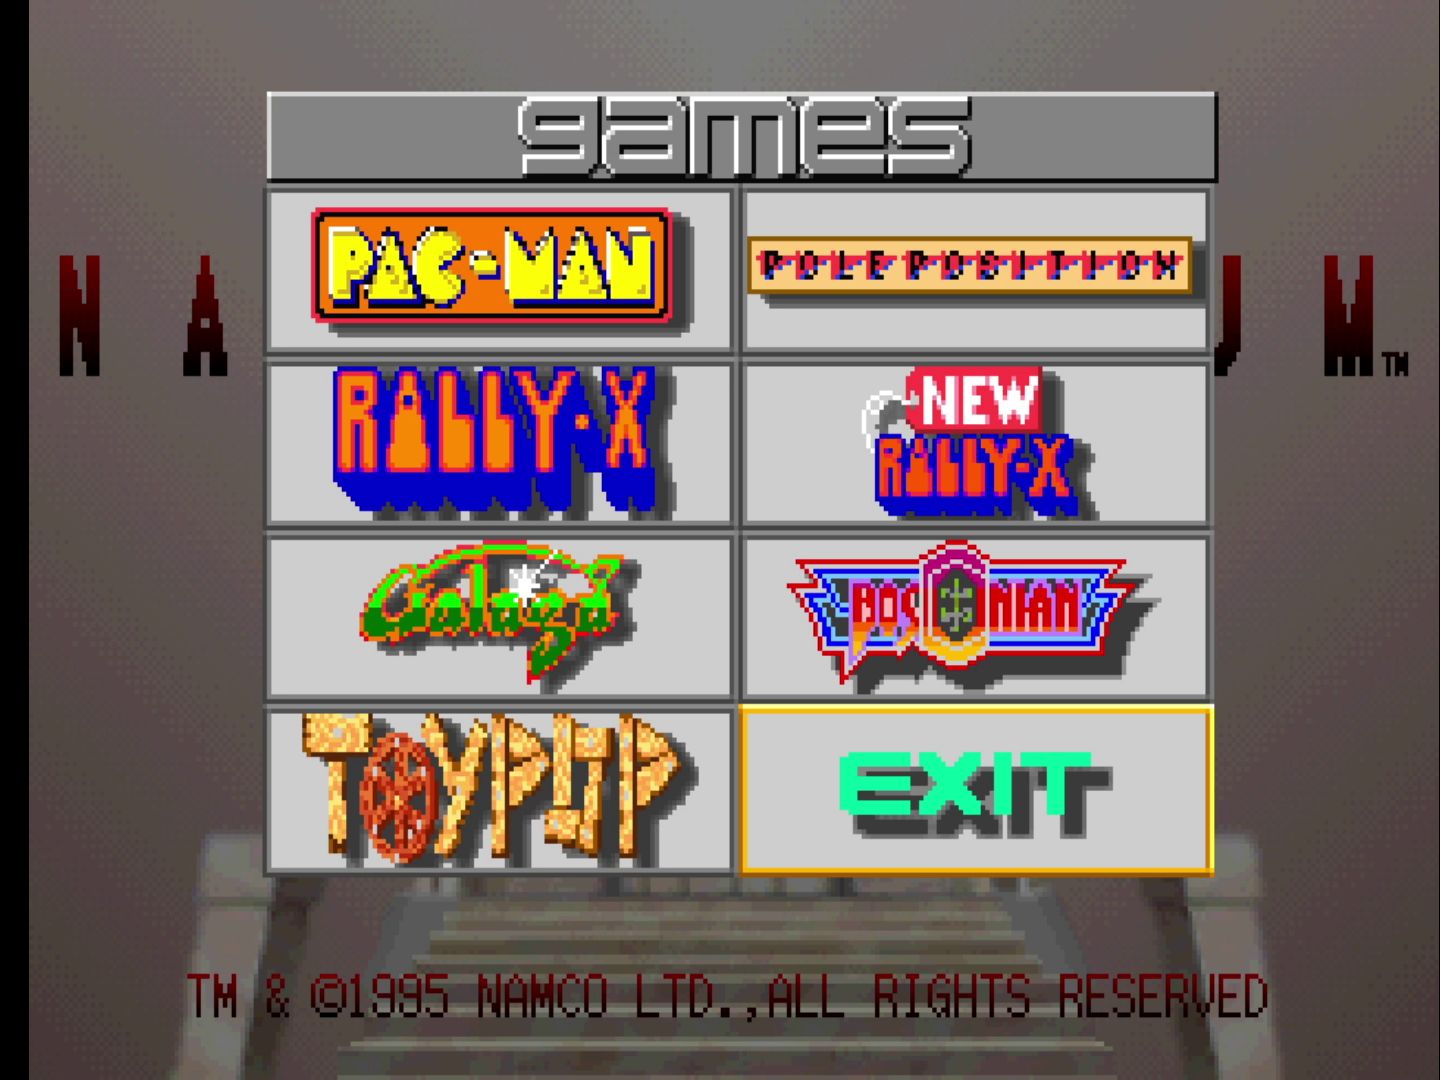 games
PAC-MAN
POLE POSITION
N A
U M TM
RALLY-X
NEW
RALLY-X
Galaga
BOSCONIAN
TOYPOP
EXIT
TM & ©1995 NAMCO LTD.,ALL RIGHTS RESERVED